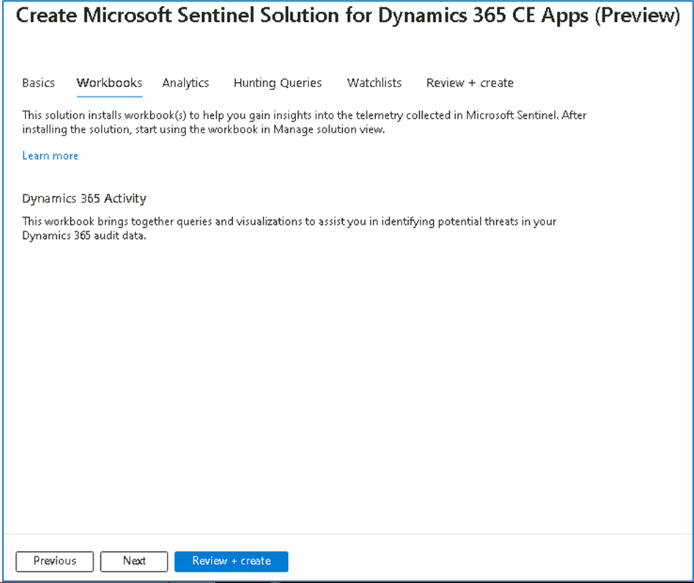 Create Microsoft Sentinel Solution for Dynamics 365 CE Apps (Preview)
Basics Workbooks Analytics Hunting Queries Watchlists Review + create
This solution installs workbook(s) to help you gain insights into the telemetry collected in Microsoft Sentinel. After
installing the solution, start using the workbook in Manage solution view.
Learn more
Dynamics 365 Activity
This workbook brings together queries and visualizations to assist you in identifying potential threats in your
Dynamics 365 audit data.
Previous Next Review + create